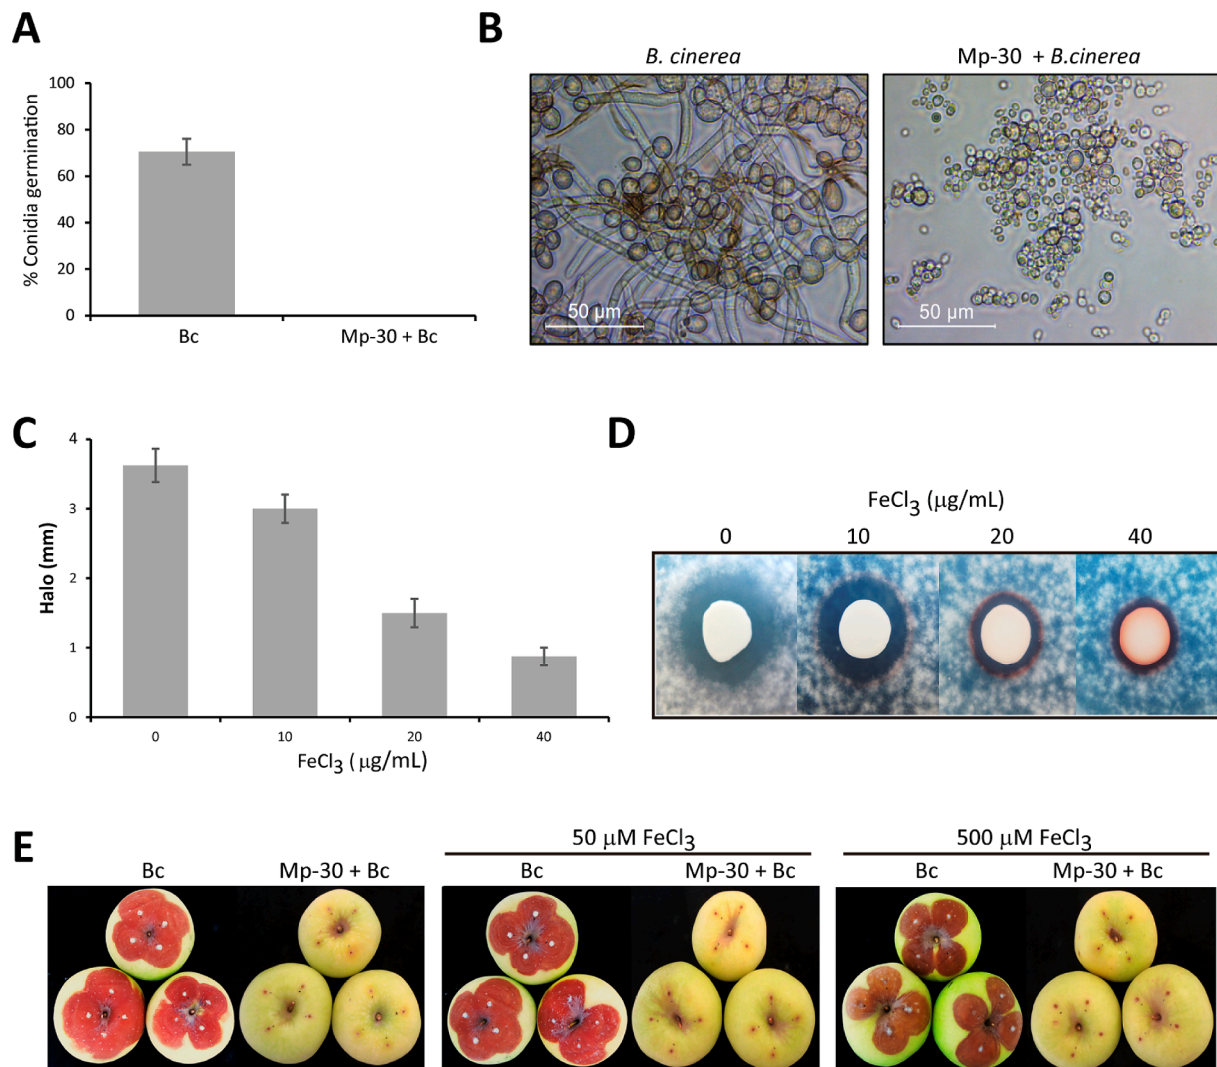 A
100
80
60
40
20
0
% Conidia germination
Bc
Mp-30 + Bc
B
B. cinerea
Mp-30 + B.cinerea
50 µm
50 µm
C
4
3
2
1
0
Halo (mm)
0
10
20
40
FeCl3 ( µg/mL)
D
FeCl3 (µg/mL)
0
10
20
40
E
50 µM FeCl3
500 µM FeCl3
Bc
Mp-30 + Bc
Bc
Mp-30 + Bc
Bc
Mp-30 + Bc